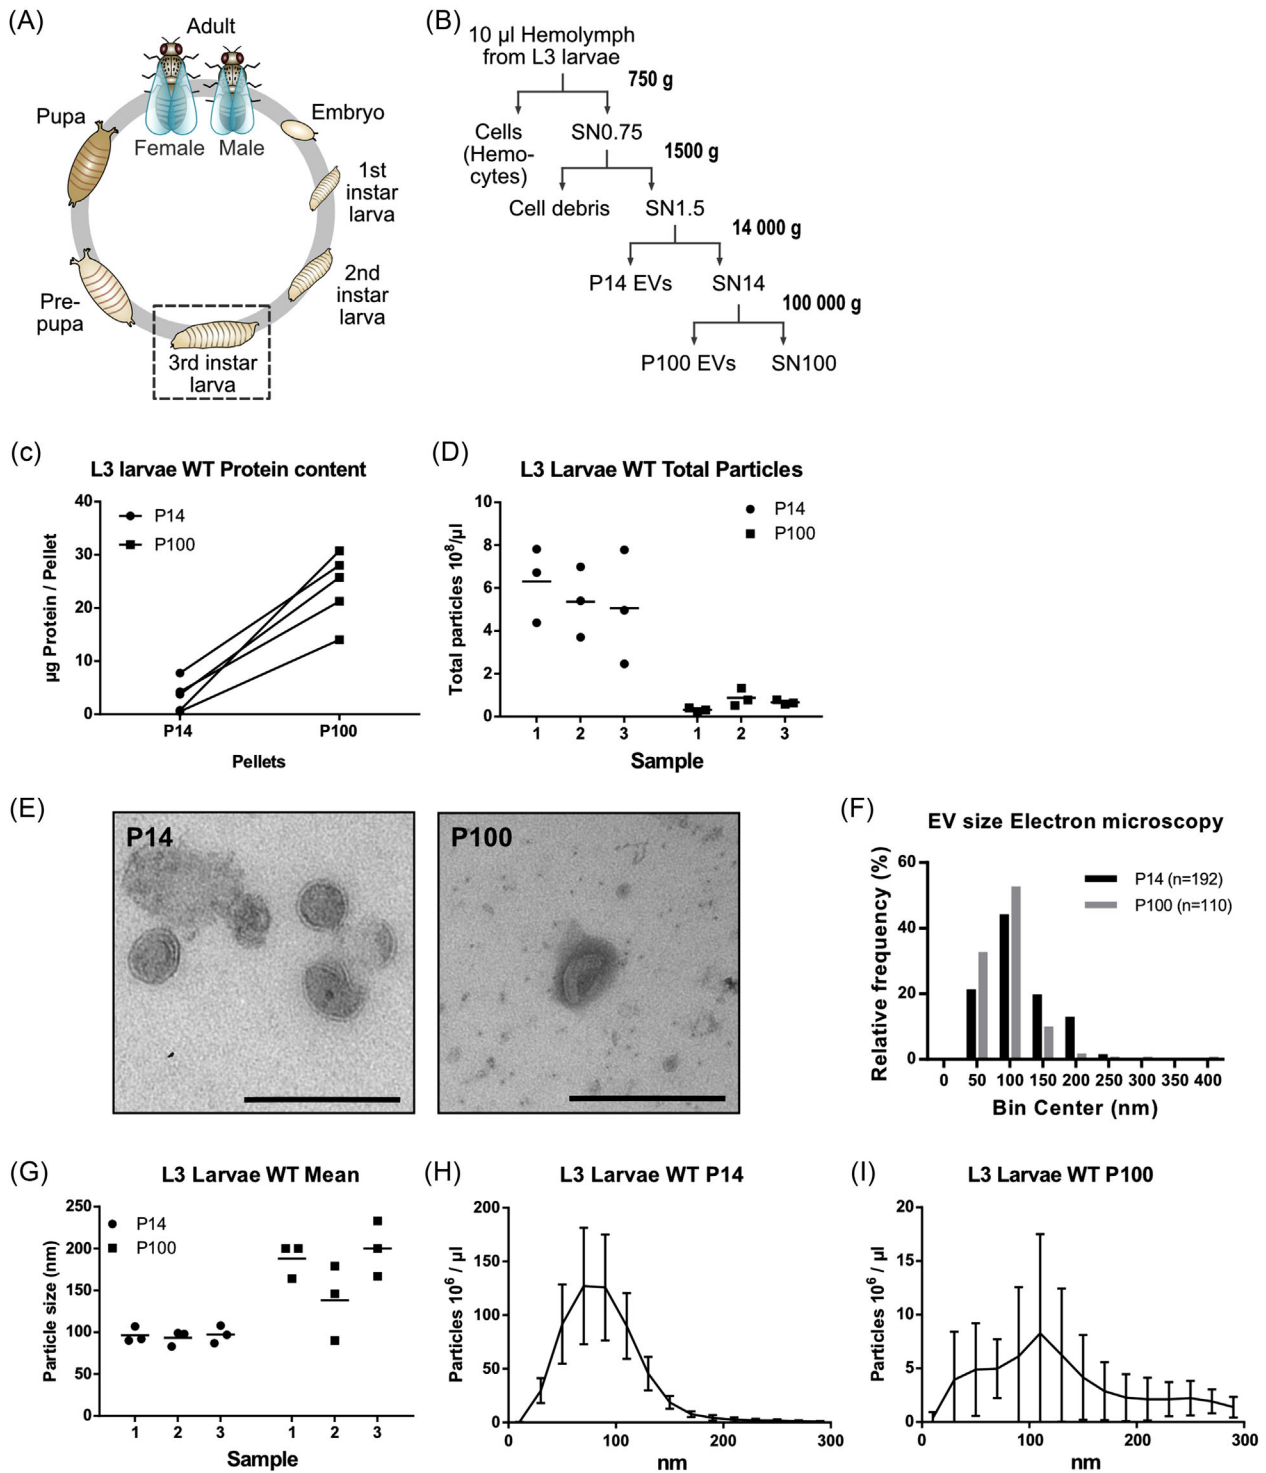 (A)
Adult
Female
Male
Embryo
1st
instar
larva
2nd
instar
larva
3rd instar
larva
Pre-
pupa
Pupa
(B)
10 µl Hemolymph
from L3 larvae
750 g
Cells
(Hemo-
cytes)
SN0.75
1500 g
Cell debris
SN1.5
14 000 g
P14 EVs
SN14
100 000 g
P100 EVs
SN100
(c)
L3 larvae WT Protein content
µg Protein / Pellet
40
30
20
10
0
P14
P100
P14
P100
Pellets
(D)
L3 Larvae WT Total Particles
Total particles 10⁸/µl
10
8
6
4
2
0
P14
P100
1 2 3 1 2 3
Sample
(E)
P14
P100
(F)
EV size Electron microscopy
Relative frequency (%)
60
40
20
0
P14 (n=192)
P100 (n=110)
0 50 100 150 200 250 300 350 400
Bin Center (nm)
(G)
L3 Larvae WT Mean
Particle size (nm)
250
200
150
100
50
0
P14
P100
1 2 3 1 2 3
Sample
(H)
L3 Larvae WT P14
Particles 10⁶ / µl
200
150
100
50
0
0 100 200 300
nm
(I)
L3 Larvae WT P100
Particles 10⁶ / µl
20
15
10
5
0
0 100 200 300
nm